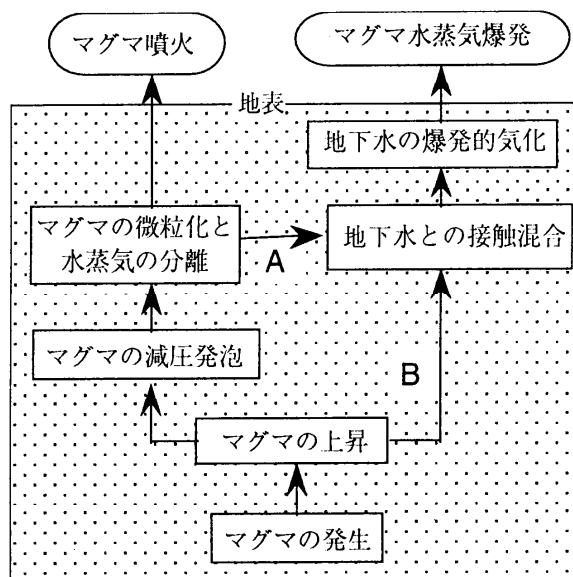 マグマ噴火
マグマ水蒸気爆発
地表
地下水の爆発的気化
マグマの微粒化と
水蒸気の分離
A
地下水との接触混合
マグマの減圧発泡
B
マグマの上昇
マグマの発生